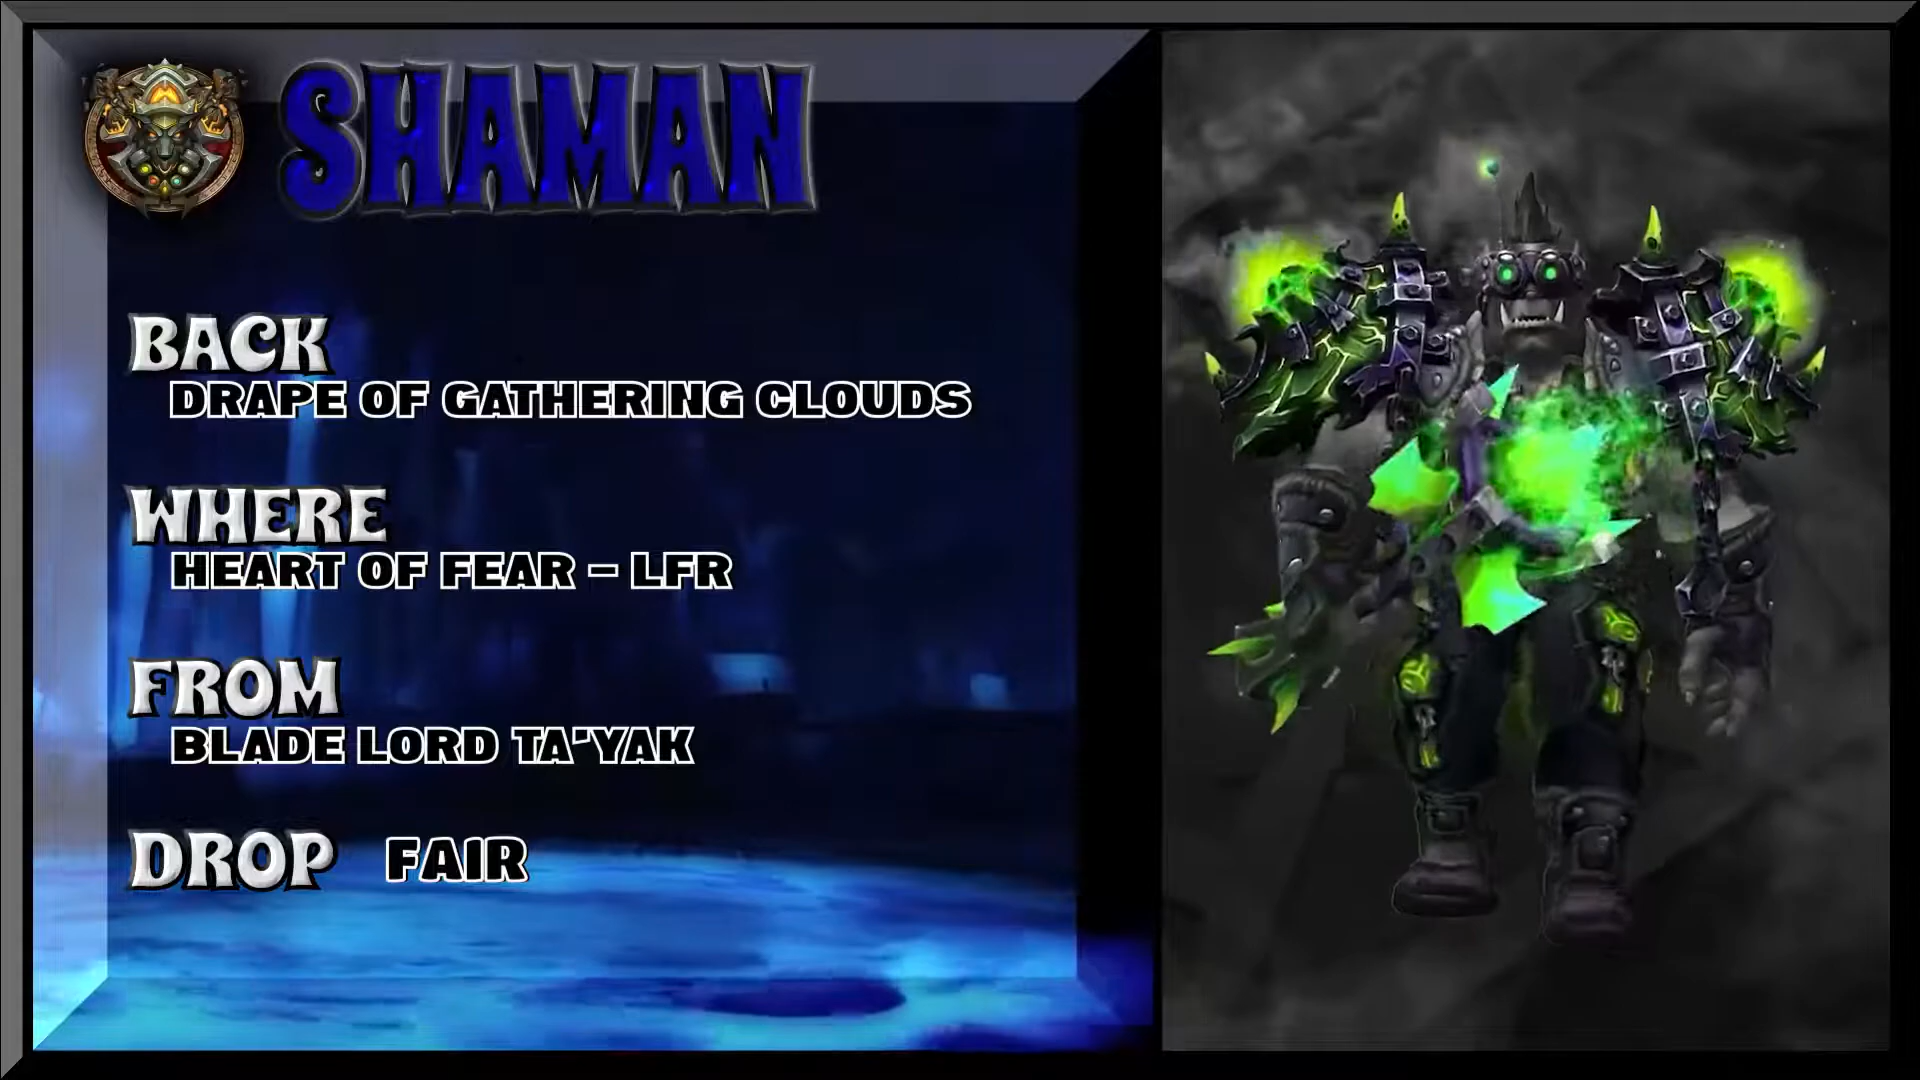 SHAMAN
BACK
DRAPE OF GATHERING CLOUDS
WHERE
HEART OF FEAR - LFR
FROM
BLADE LORD TA'YAK
DROP FAIR